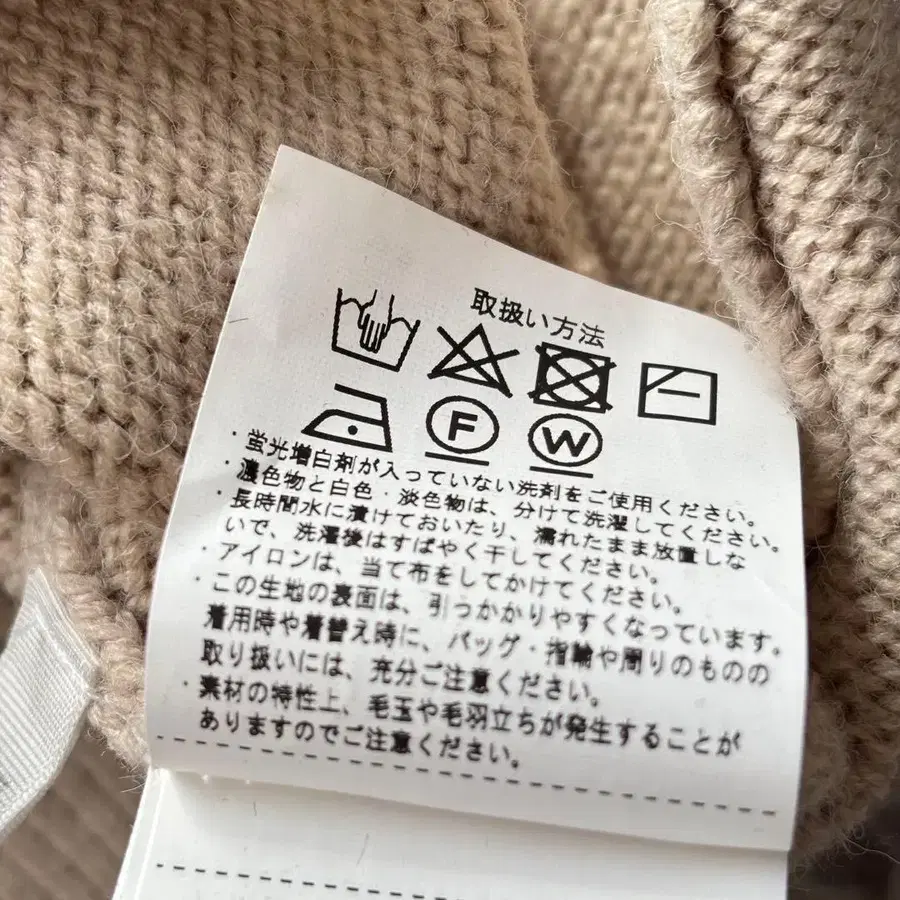 取扱い方法
F W
・蛍光増白剤が入っていない洗剤をご使用ください。
・濃色物と白色・淡色物は、分けて洗濯してください。
・長時間水に漬けておいたり、濡れたまま放置しな
いで、洗濯後はすばやく干してください。
・アイロンは、当て布をしてかけてください。
・この生地の表面は、引っかかりやすくなっています。
着用時や着替え時に、バッグ・指輪や周りのものの
取り扱いには、充分ご注意ください。
・素材の特性上、毛玉や毛羽立ちが発生することが
ありますのでご注意ください。